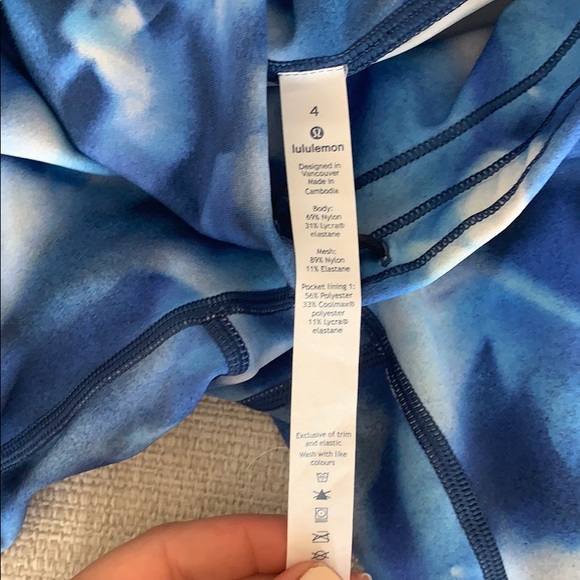 4
lululemon
Designed in
Vancouver
Made in
Cambodia
Body:
69% Nylon
31% Lycra®
elastane
Mesh:
89% Nylon
11% Elastane
Pocket lining 1:
56% Polyester
33% Coolmax®
polyester
11% Lycra®
elastane
Exclusive of trim
and elastic
Wash with like
colours